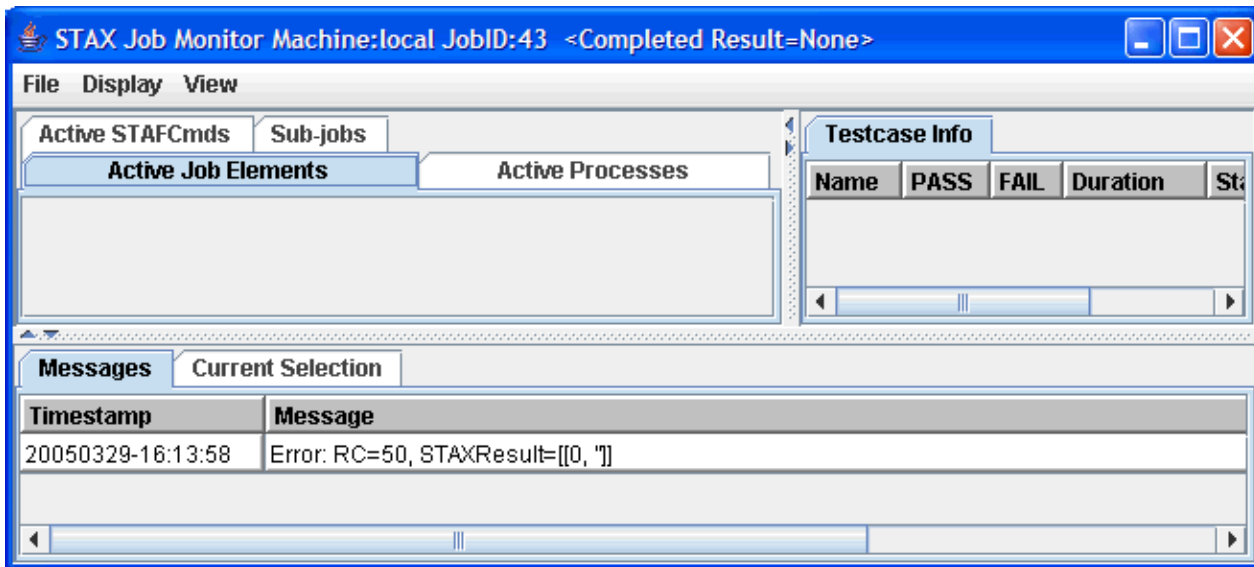 STAX Job Monitor Machine:local JobID:43 <Completed Result=None>
File Display View
Active STAFCmds Sub-jobs
Active Job Elements Active Processes
Testcase Info
Name PASS FAIL Duration Sta
Messages Current Selection
Timestamp Message
20050329-16:13:58 Error: RC=50, STAXResult=[[0, '']]